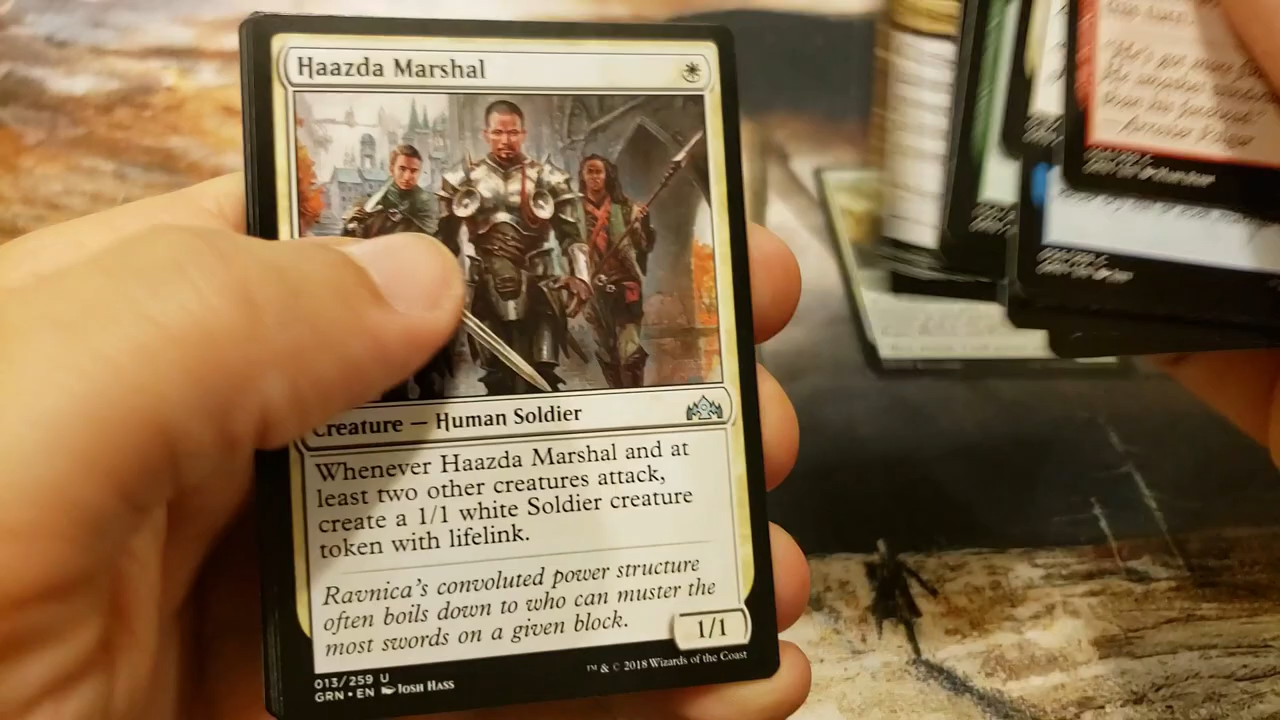 Haazda Marshal
Creature — Human Soldier
Whenever Haazda Marshal and at
least two other creatures attack,
create a 1/1 white Soldier creature
token with lifelink.
Ravnica's convoluted power structure
often boils down to who can muster the
most swords on a given block.
1/1
013/259 U
™ & © 2018 Wizards of the Coast
GRN • EN Josh Hass